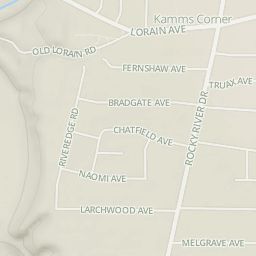 Kamms Corner
LORAIN AVE
OLD LORAIN RD
FERNSHAW AVE
TRUAX AVE
BRADGATE AVE
RIVEREDGE RD
CHATFIELD AVE
ROCKY RIVER DR
NAOMI AVE
LARCHWOOD AVE
MELGRAVE AVE